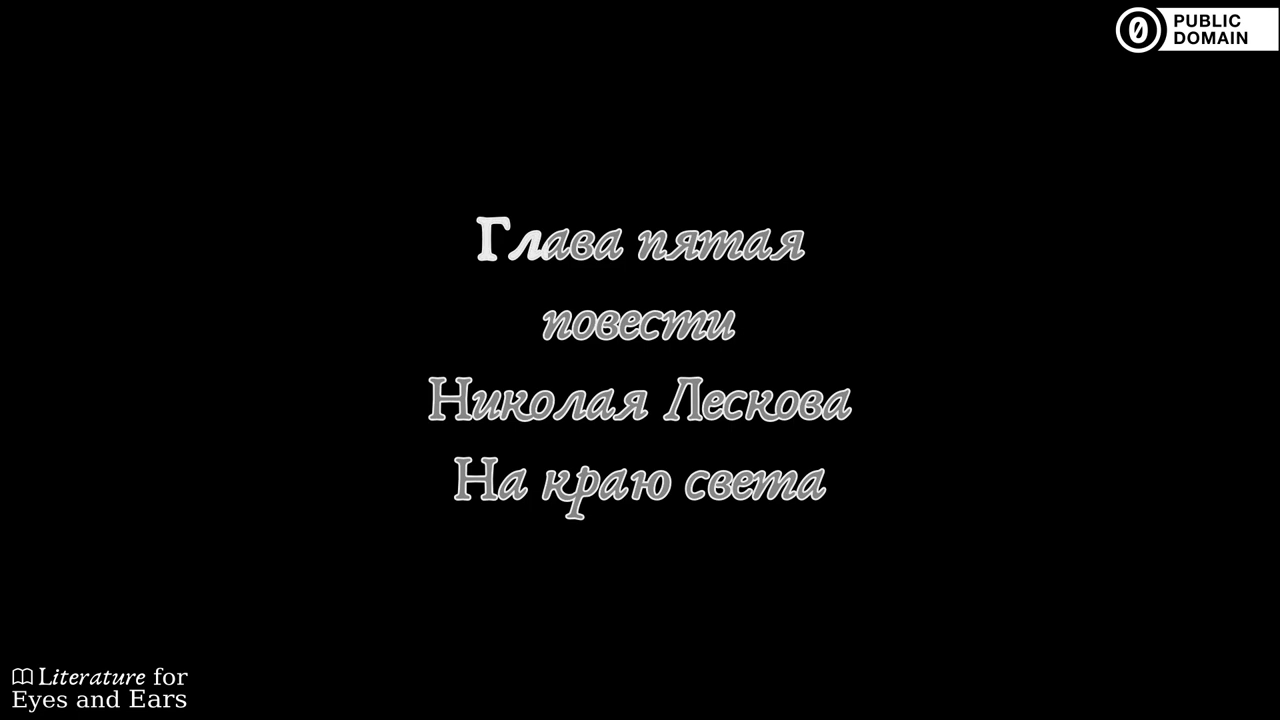 PUBLIC
DOMAIN
Глава пятая
повести
Николая Лескова
На краю света
Literature for
Eyes and Ears